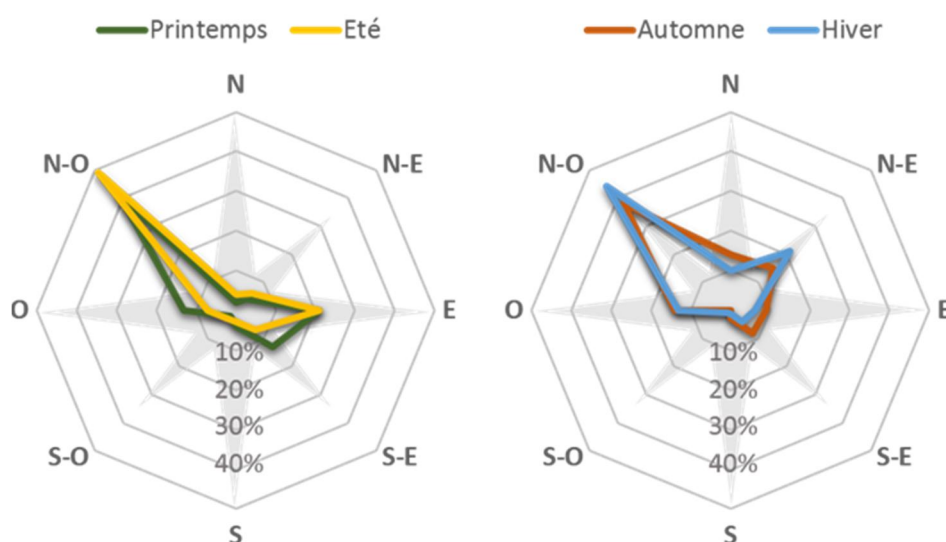 Printemps Eté
N
N-O N-E
O E
10%
20%
30%
40%
S-O S-E
S
Automne Hiver
N
N-O N-E
O E
10%
20%
30%
40%
S-O S-E
S